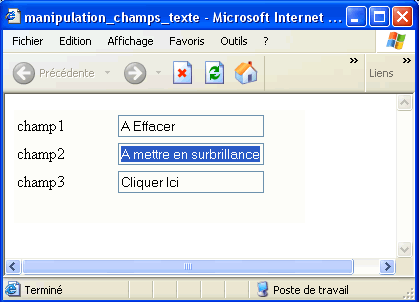 manipulation_champs_texte - Microsoft Internet ...
Fichier Edition Affichage Favoris Outils ? »
Précédente » Liens
champ1 A Effacer
champ2 A mettre en surbrillance
champ3 Cliquer Ici
Terminé Poste de travail